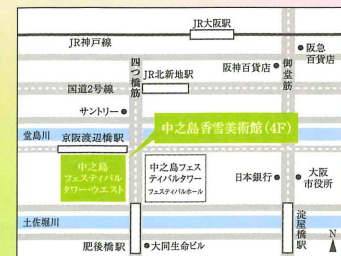 JR大阪駅
JR神戸線
阪急
百貨店
四つ橋筋
JR北新地駅
阪神百貨店
御堂筋
国道2号線
サントリー
中之島香雪美術館(4F)
堂島川
京阪渡辺橋駅
中之島
フェスティバル
タワー・ウエスト
中之島フェス
ティバルタワー
フェスティバルホール
日本銀行
大阪
市役所
土佐堀川
肥後橋駅
大同生命ビル
淀屋橋駅
N